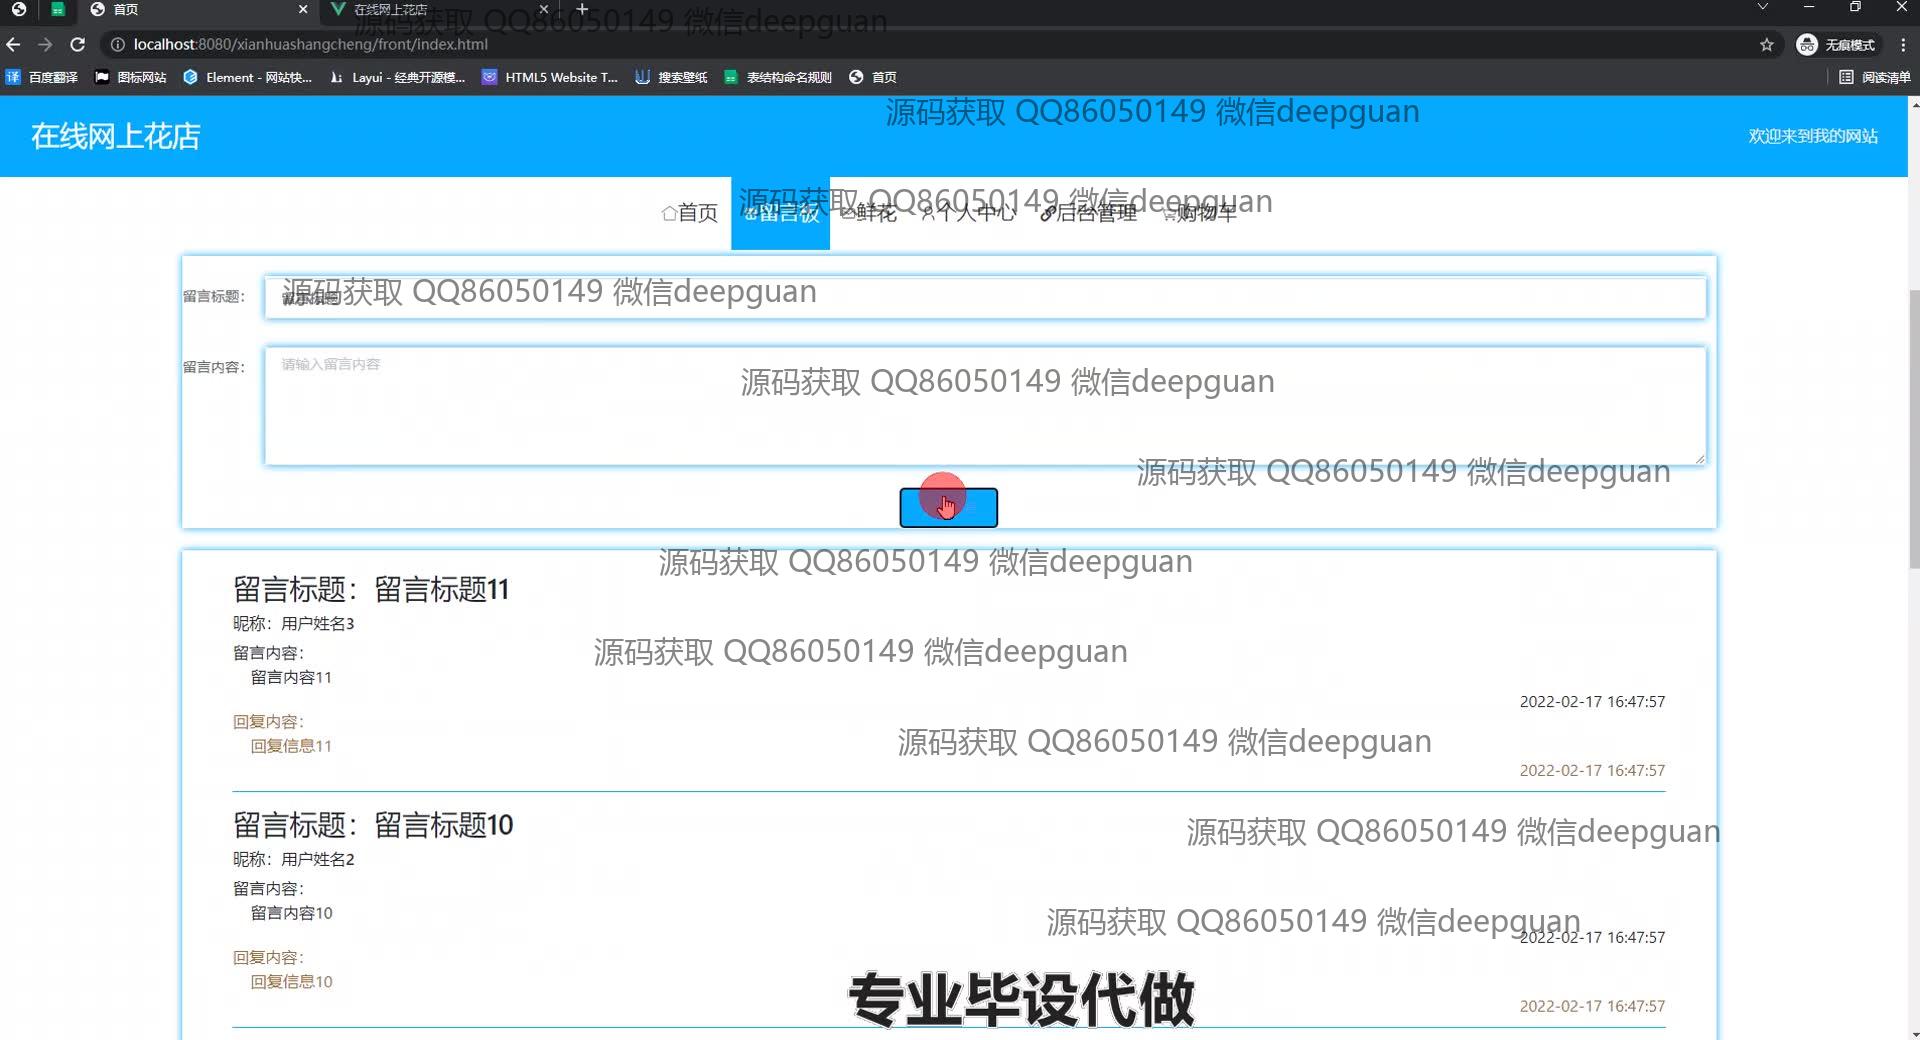 首页
在线网上花店
源码获取 QQ86050149 微信deepguan
localhost:8080/xianhuashangcheng/front/index.html
无痕模式
百度翻译 图标网站 Element - 网站快... Layui - 经典开源模... HTML5 Website T... 搜索壁纸 表结构命名规则 首页 阅读清单
源码获取 QQ86050149 微信deepguan
在线网上花店
欢迎来到我的网站
源码获取 QQ86050149 微信deepguan
首页 留言板 鲜花 个人中心 后台管理 购物车
留言标题：
源码获取 QQ86050149 微信deepguan
留言内容：
请输入留言内容
源码获取 QQ86050149 微信deepguan
源码获取 QQ86050149 微信deepguan
源码获取 QQ86050149 微信deepguan
留言标题：留言标题11
昵称：用户姓名3
留言内容：
留言内容11
源码获取 QQ86050149 微信deepguan
2022-02-17 16:47:57
回复内容：
回复信息11
源码获取 QQ86050149 微信deepguan
2022-02-17 16:47:57
留言标题：留言标题10
源码获取 QQ86050149 微信deepguan
昵称：用户姓名2
留言内容：
留言内容10
源码获取 QQ86050149 微信deepguan
2022-02-17 16:47:57
回复内容：
回复信息10
专业毕设代做
2022-02-17 16:47:57